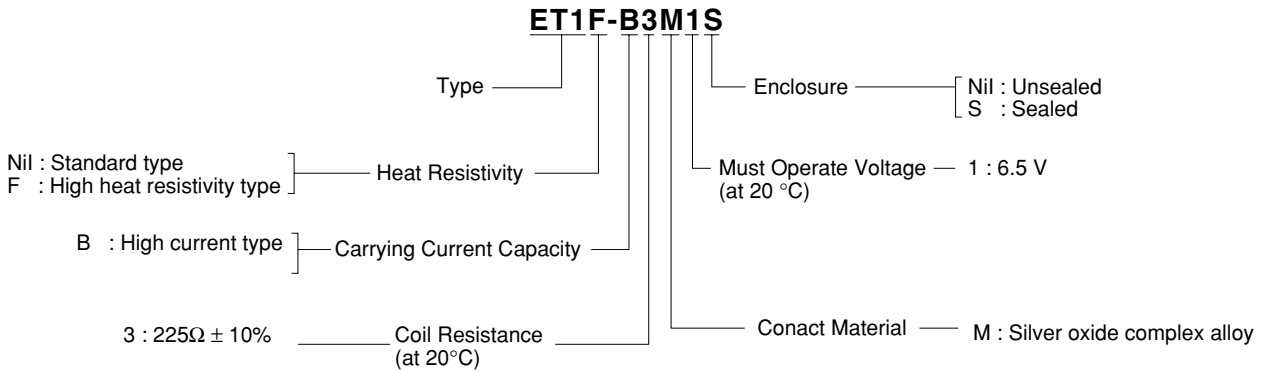 ET1F-B3M1S
Type
Enclosure
Nil : Unsealed
S : Sealed
Nil : Standard type
F : High heat resistivity type
Heat Resistivity
Must Operate Voltage
(at 20 °C)
1 : 6.5 V
B : High current type
Carrying Current Capacity
3 : 225Ω ± 10%
Coil Resistance
(at 20°C)
Conact Material
M : Silver oxide complex alloy